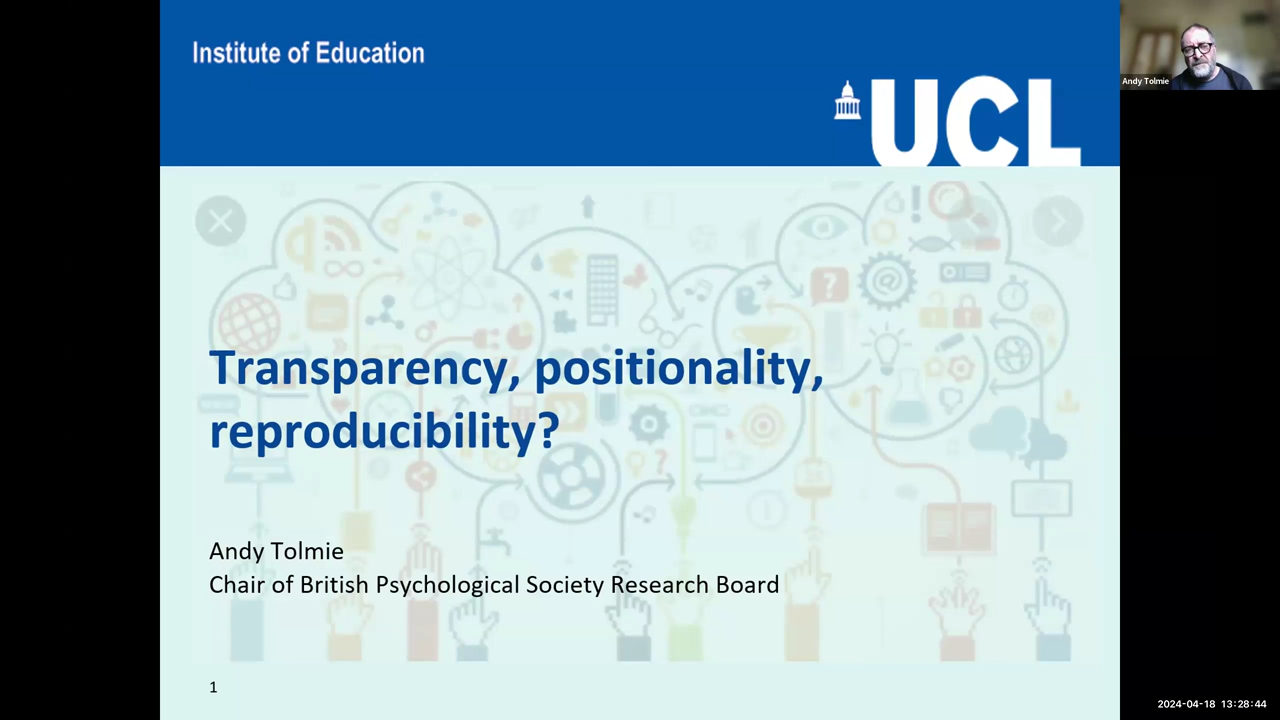 Institute of Education
UCL
Andy Tolmie
Transparency, positionality,
reproducibility?
Andy Tolmie
Chair of British Psychological Society Research Board
1
2024-04-18 13:28:44